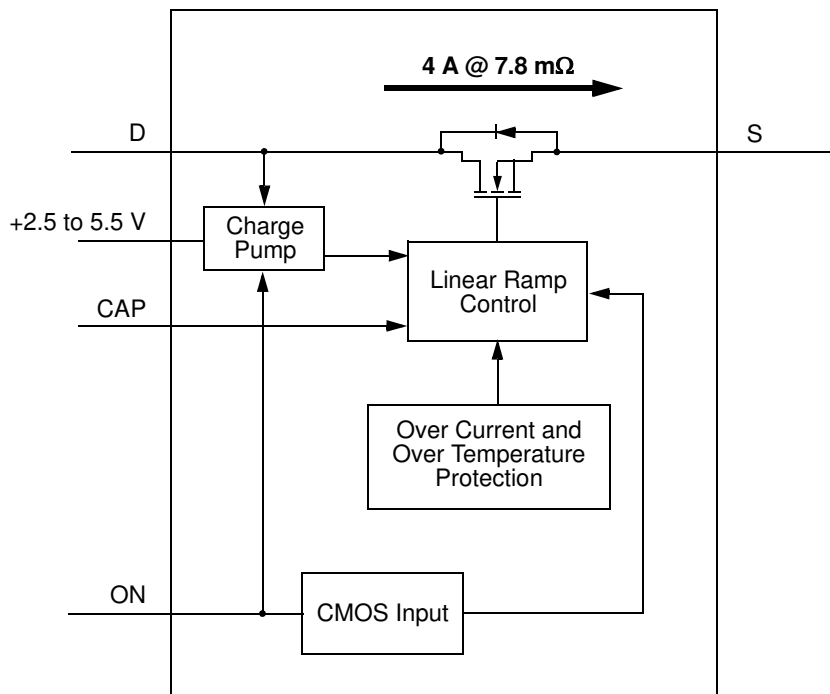 4 A @ 7.8 mΩ
D
S
+2.5 to 5.5 V
Charge
Pump
Linear Ramp
Control
CAP
Over Current and
Over Temperature
Protection
ON
CMOS Input